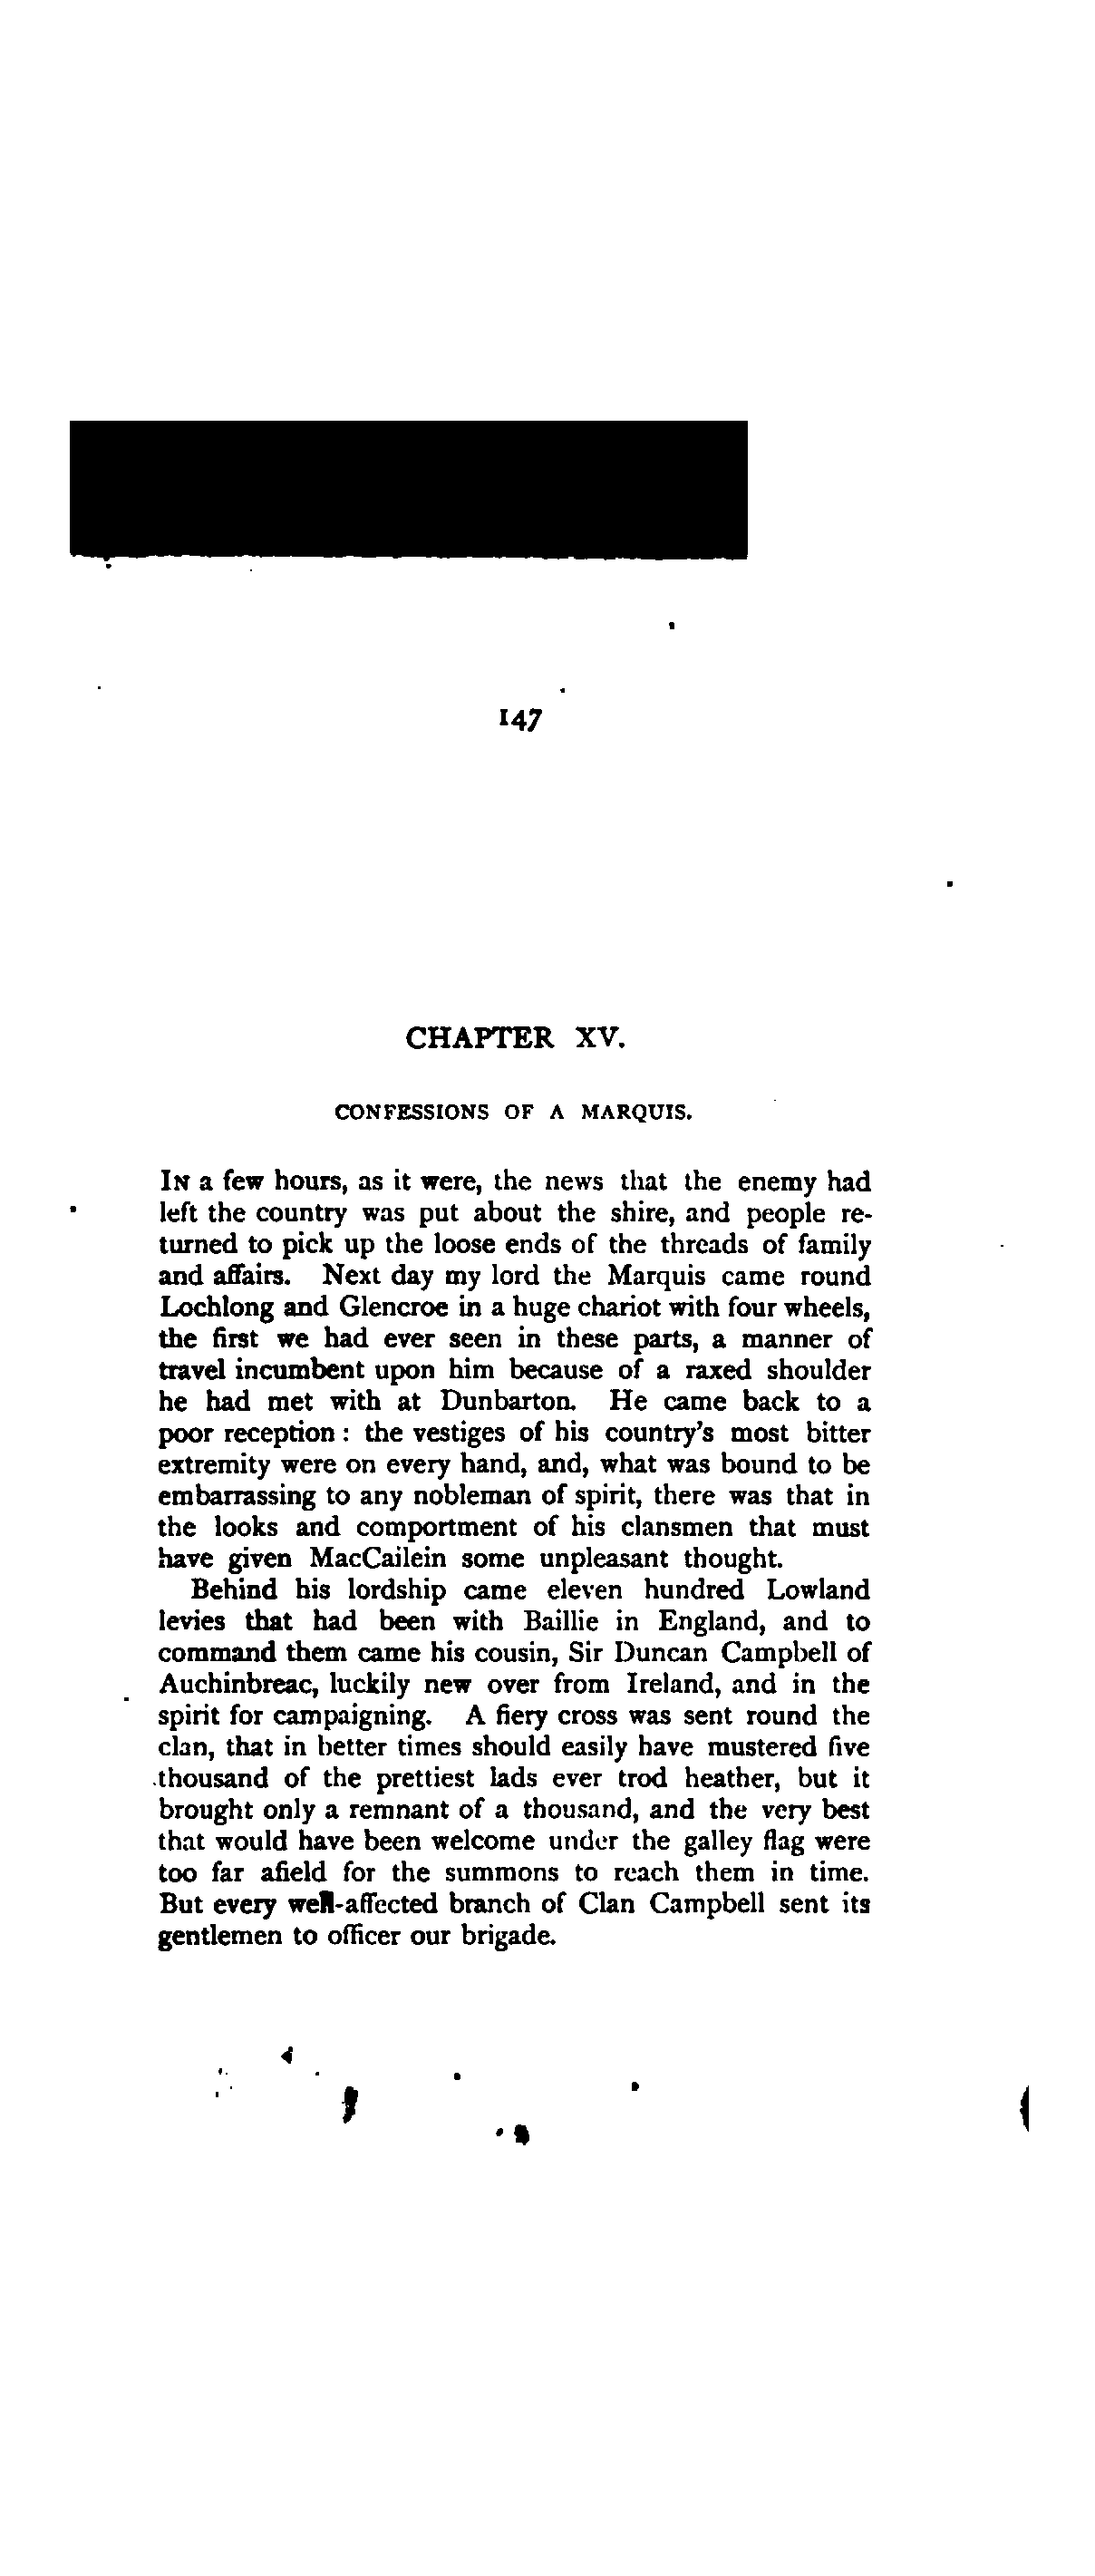 147
CHAPTER XV.
CONFESSIONS OF A MARQUIS.
IN a few hours, as it were, the news that the enemy had
left the country was put about the shire, and people re-
turned to pick up the loose ends of the threads of family
and affairs. Next day my lord the Marquis came round
Lochlong and Glencroe in a huge chariot with four wheels,
the first we had ever seen in these parts, a manner of
travel incumbent upon him because of a raxed shoulder
he had met with at Dunbarton. He came back to a
poor reception: the vestiges of his country's most bitter
extremity were on every hand, and, what was bound to be
embarrassing to any nobleman of spirit, there was that in
the looks and comportment of his clansmen that must
have given MacCailein some unpleasant thought.
Behind his lordship came eleven hundred Lowland
levies that had been with Baillie in England, and to
command them came his cousin, Sir Duncan Campbell of
Auchinbreac, luckily new over from Ireland, and in the
spirit for campaigning. A fiery cross was sent round the
clan, that in better times should easily have mustered five
thousand of the prettiest lads ever trod heather, but it
brought only a remnant of a thousand, and the very best
that would have been welcome under the galley flag were
too far afield for the summons to reach them in time.
But every well-affected branch of Clan Campbell sent its
gentlemen to officer our brigade.